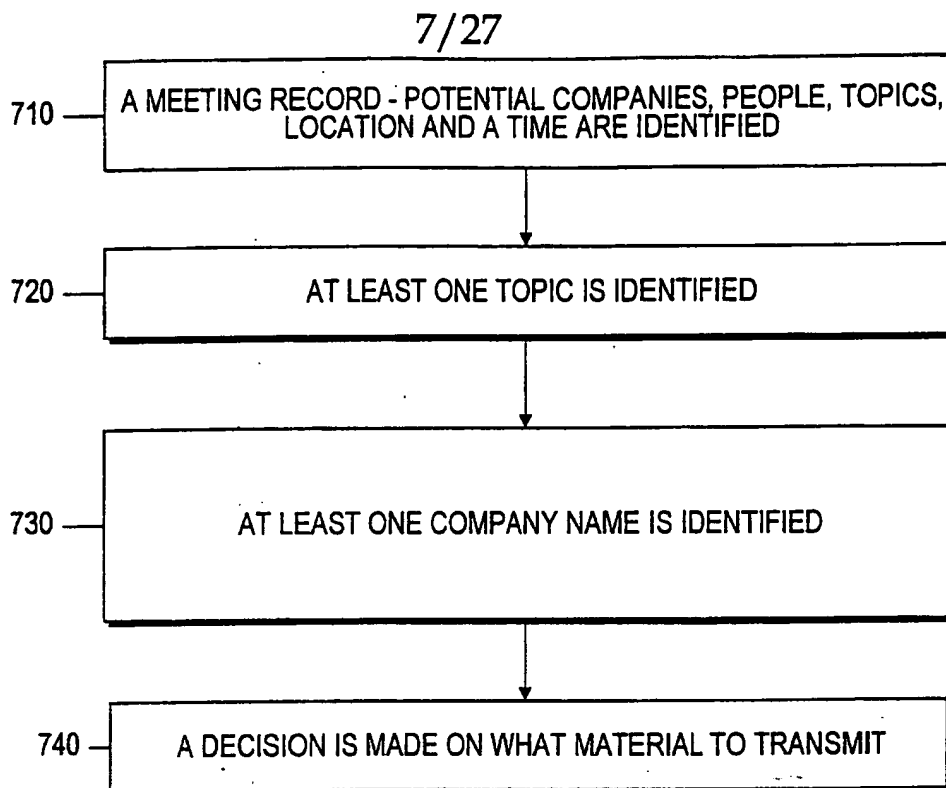 7/27
710
A MEETING RECORD - POTENTIAL COMPANIES, PEOPLE, TOPICS,
LOCATION AND A TIME ARE IDENTIFIED
720
AT LEAST ONE TOPIC IS IDENTIFIED
730
AT LEAST ONE COMPANY NAME IS IDENTIFIED
740
A DECISION IS MADE ON WHAT MATERIAL TO TRANSMIT